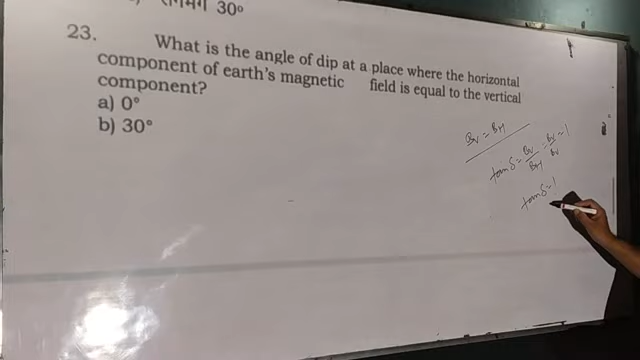 लगभग 30°
23. What is the angle of dip at a place where the horizontal
component of earth's magnetic field is equal to the vertical
component?
a) 0°
b) 30°
Bv = BH
tan δ = Bv/BH = Bv/Bv = 1
tan δ = 1